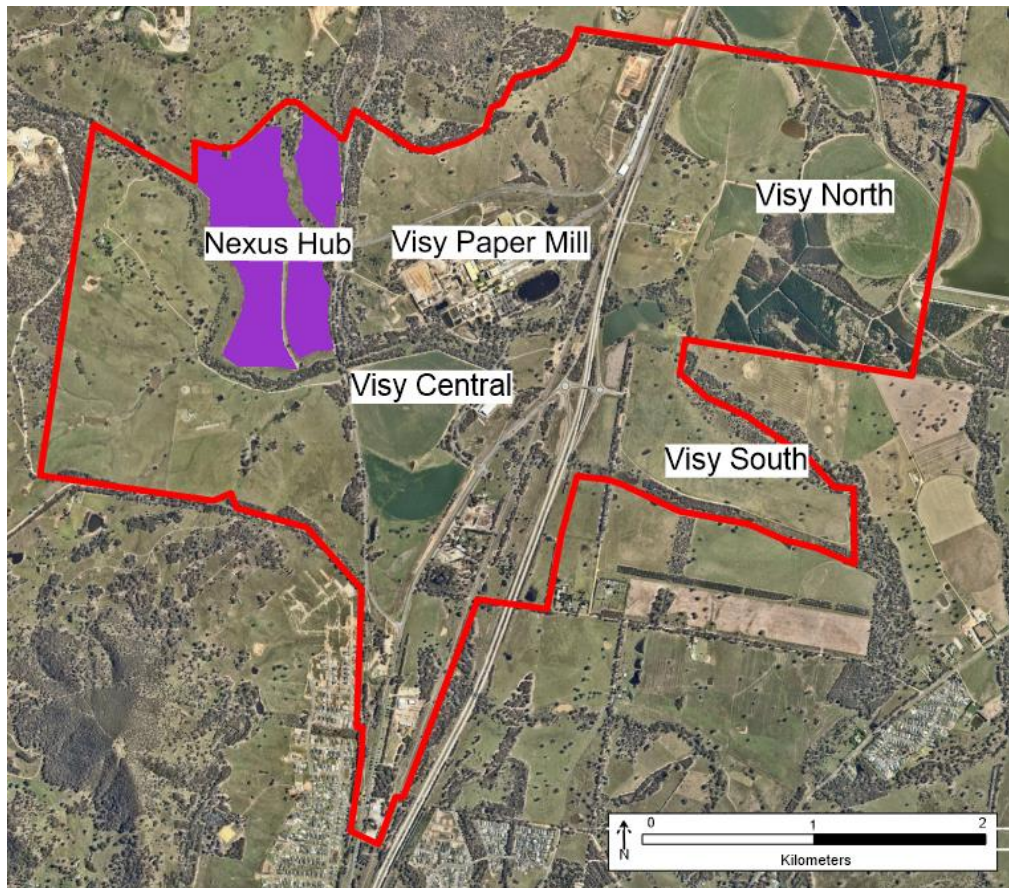 Visy North
Nexus Hub
Visy Paper Mill
Visy Central
Visy South
0 1 2
N
Kilometers